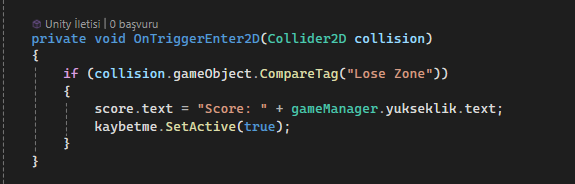 Unity İletisi | 0 başvuru
private void OnTriggerEnter2D(Collider2D collision)
{
if (collision.gameObject.CompareTag("Lose Zone"))
{
score.text = "Score: " + gameManager.yukseklik.text;
kaybetme.SetActive(true);
}
}